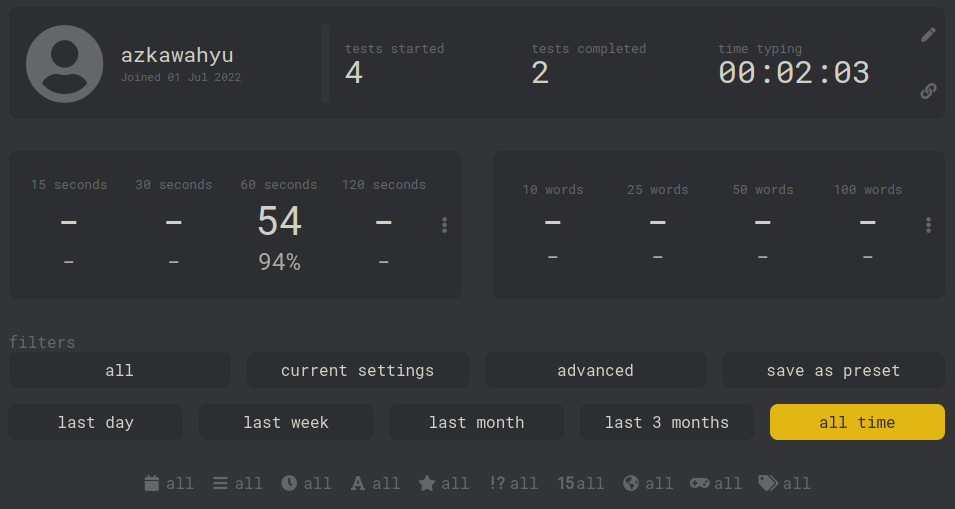 azkawahyu
Joined 01 Jul 2022
tests started
4
tests completed
2
time typing
00:02:03
15 seconds 30 seconds 60 seconds 120 seconds
- - 54 -
- - 94% -
10 words 25 words 50 words 100 words
- - - -
- - - -
filters
all current settings advanced save as preset
last day last week last month last 3 months all time
all all all A all all !? all 15 all all all all